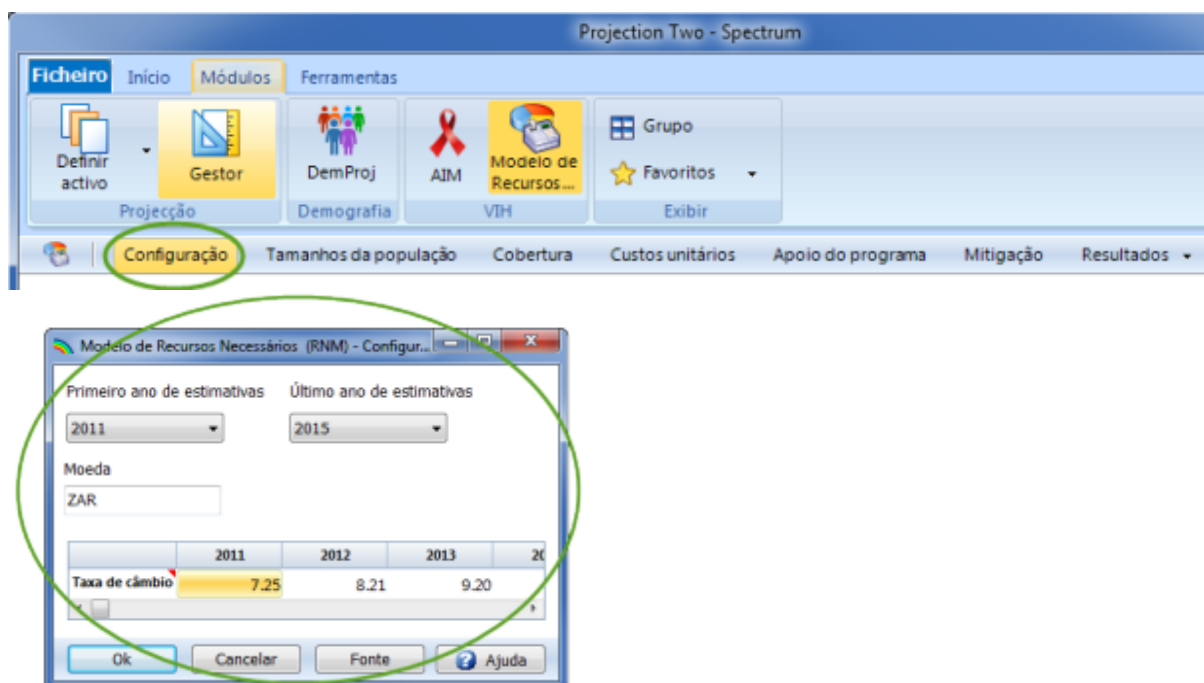 Projection Two - Spectrum
Ficheiro Início Módulos Ferramentas
Definir activo Gestor DemProj AIM Modelo de Recursos... Grupo
Favoritos
Projecção Demografia VIH Exibir
Configuração Tamanhos da população Cobertura Custos unitários Apoio do programa Mitigação Resultados
Modelo de Recursos Necessários (RNM) - Configur...
Primeiro ano de estimativas Último ano de estimativas
2011 2015
Moeda
ZAR
2011 2012 2013 20
Taxa de câmbio 7.25 8.21 9.20
Ok Cancelar Fonte Ajuda